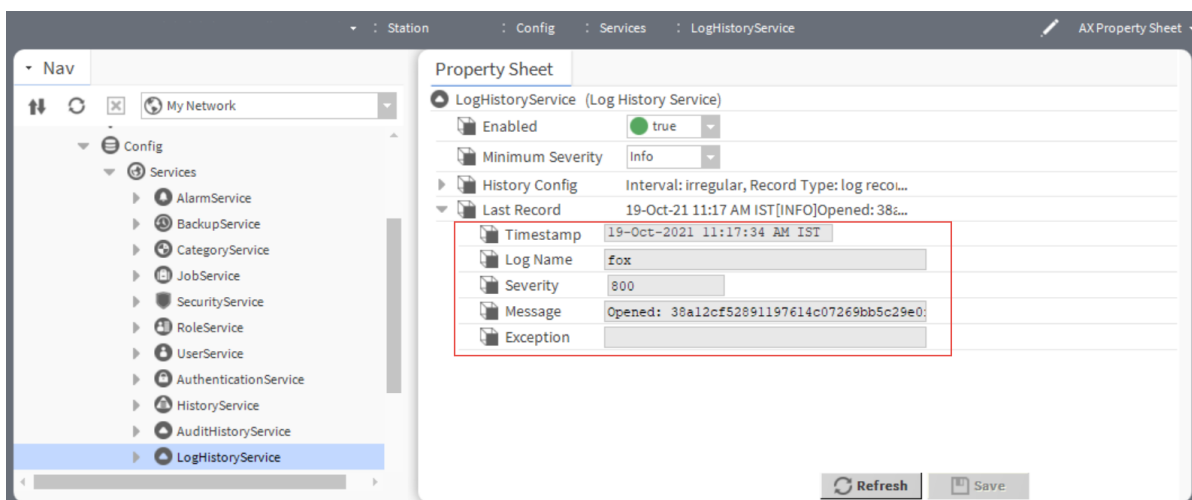 Station : Config : Services : LogHistoryService AX Property Sheet
Nav
My Network
Config
Services
AlarmService
BackupService
CategoryService
JobService
SecurityService
RoleService
UserService
AuthenticationService
HistoryService
AuditHistoryService
LogHistoryService
Property Sheet
LogHistoryService (Log History Service)
Enabled true
Minimum Severity Info
History Config Interval: irregular, Record Type: log recor...
Last Record 19-Oct-21 11:17 AM IST[INFO]Opened: 38a...
Timestamp 19-Oct-2021 11:17:34 AM IST
Log Name fox
Severity 800
Message Opened: 38a12cf52891197614c07269bb5c29e0
Exception
Refresh Save